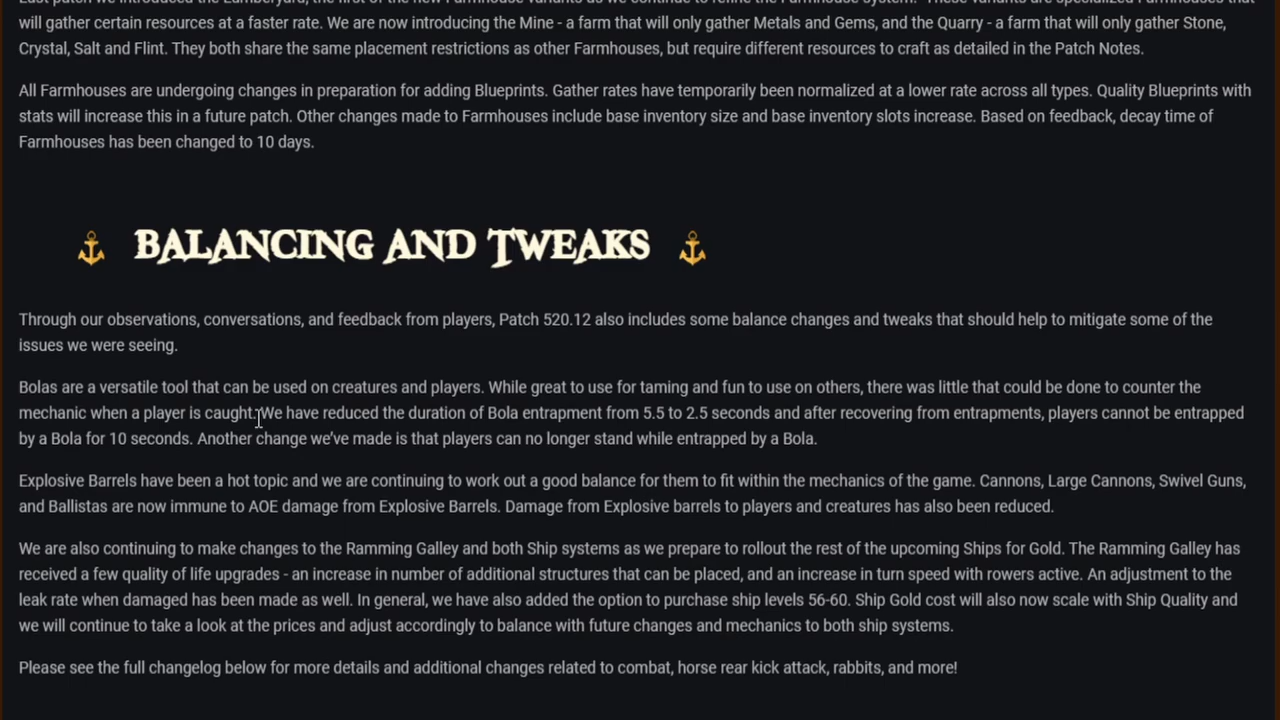 will gather certain resources at a faster rate. We are now introducing the Mine - a farm that will only gather Metals and Gems, and the Quarry - a farm that will only gather Stone,
Crystal, Salt and Flint. They both share the same placement restrictions as other Farmhouses, but require different resources to craft as detailed in the Patch Notes.
All Farmhouses are undergoing changes in preparation for adding Blueprints. Gather rates have temporarily been normalized at a lower rate across all types. Quality Blueprints with
stats will increase this in a future patch. Other changes made to Farmhouses include base inventory size and base inventory slots increase. Based on feedback, decay time of
Farmhouses has been changed to 10 days.
BALANCING AND TWEAKS
Through our observations, conversations, and feedback from players, Patch 520.12 also includes some balance changes and tweaks that should help to mitigate some of the
issues we were seeing.
Bolas are a versatile tool that can be used on creatures and players. While great to use for taming and fun to use on others, there was little that could be done to counter the
mechanic when a player is caught. We have reduced the duration of Bola entrapment from 5.5 to 2.5 seconds and after recovering from entrapments, players cannot be entrapped
by a Bola for 10 seconds. Another change we've made is that players can no longer stand while entrapped by a Bola.
Explosive Barrels have been a hot topic and we are continuing to work out a good balance for them to fit within the mechanics of the game. Cannons, Large Cannons, Swivel Guns,
and Ballistas are now immune to AOE damage from Explosive Barrels. Damage from Explosive barrels to players and creatures has also been reduced.
We are also continuing to make changes to the Ramming Galley and both Ship systems as we prepare to rollout the rest of the upcoming Ships for Gold. The Ramming Galley has
received a few quality of life upgrades - an increase in number of additional structures that can be placed, and an increase in turn speed with rowers active. An adjustment to the
leak rate when damaged has been made as well. In general, we have also added the option to purchase ship levels 56-60. Ship Gold cost will also now scale with Ship Quality and
we will continue to take a look at the prices and adjust accordingly to balance with future changes and mechanics to both ship systems.
Please see the full changelog below for more details and additional changes related to combat, horse rear kick attack, rabbits, and more!